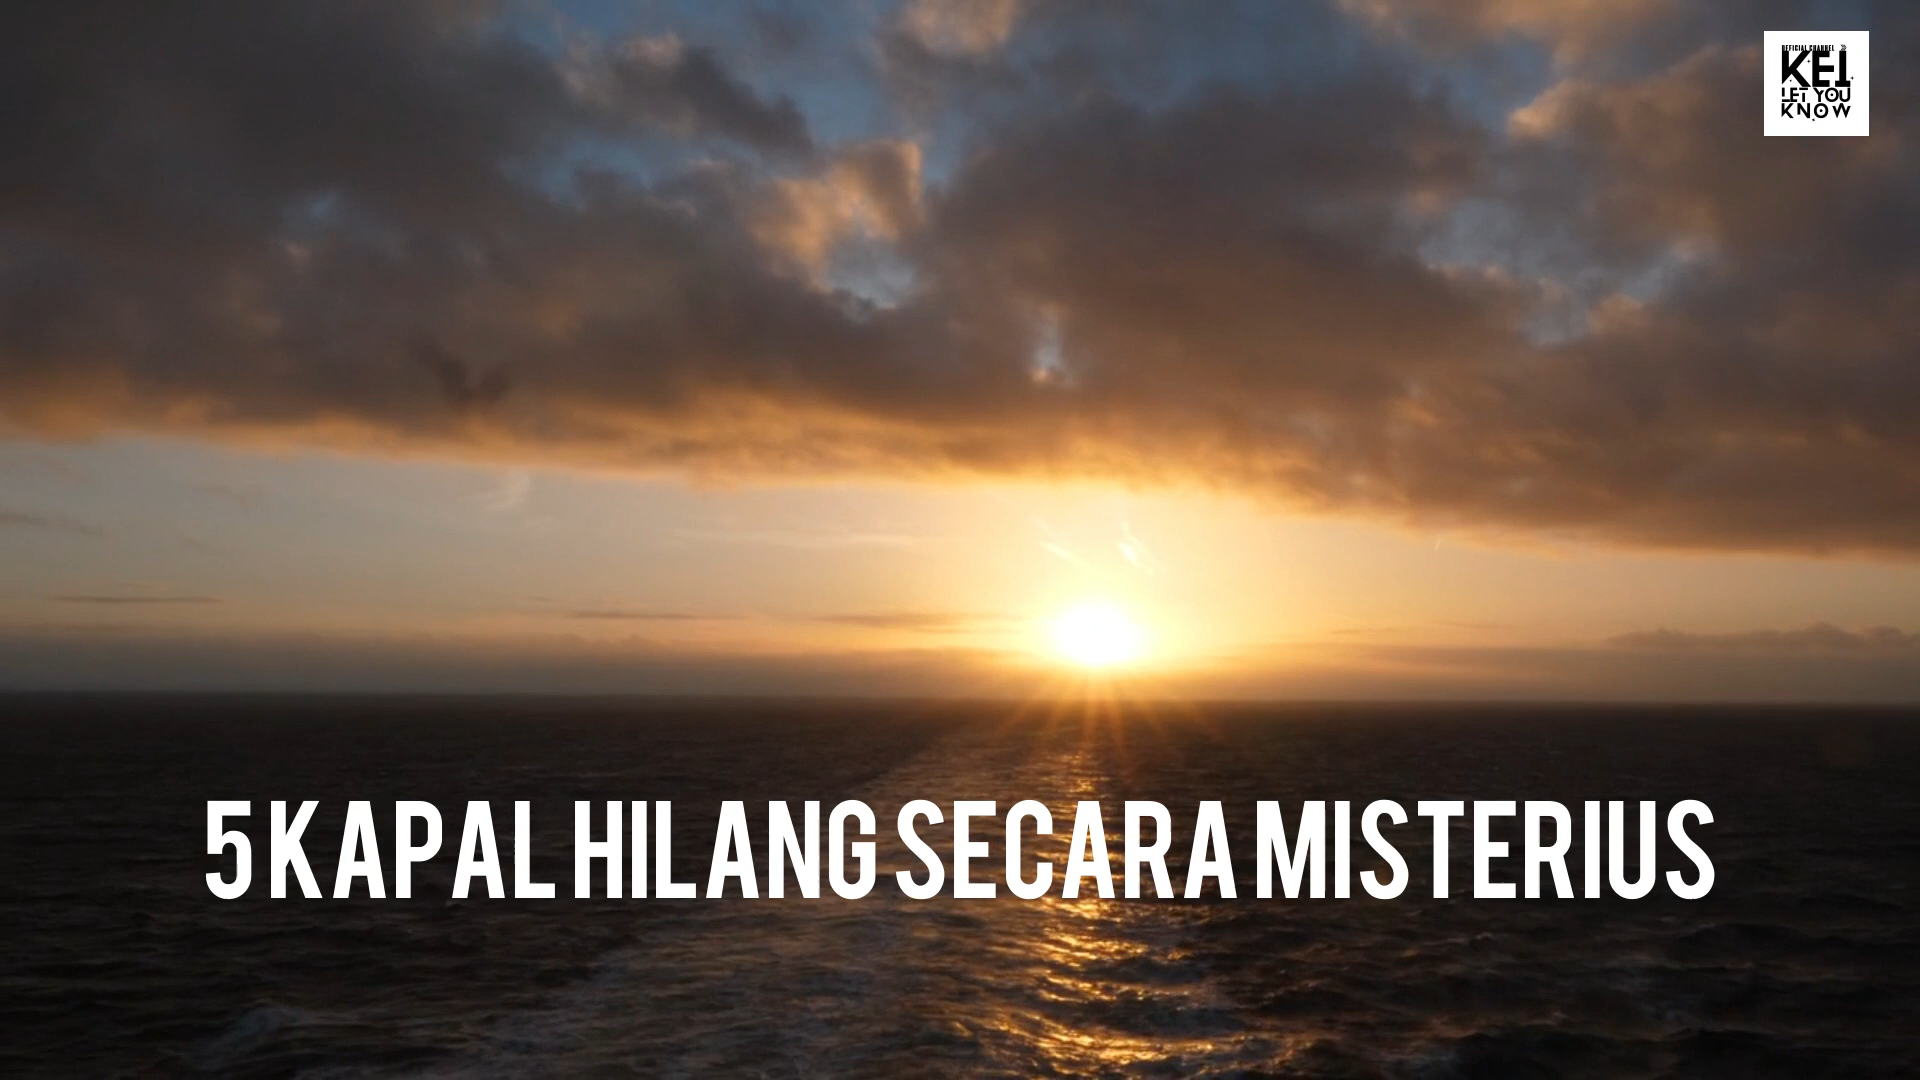 OFFICIAL CHANNEL
KEI
LET YOU
KNOW
5 KAPAL HILANG SECARA MISTERIUS